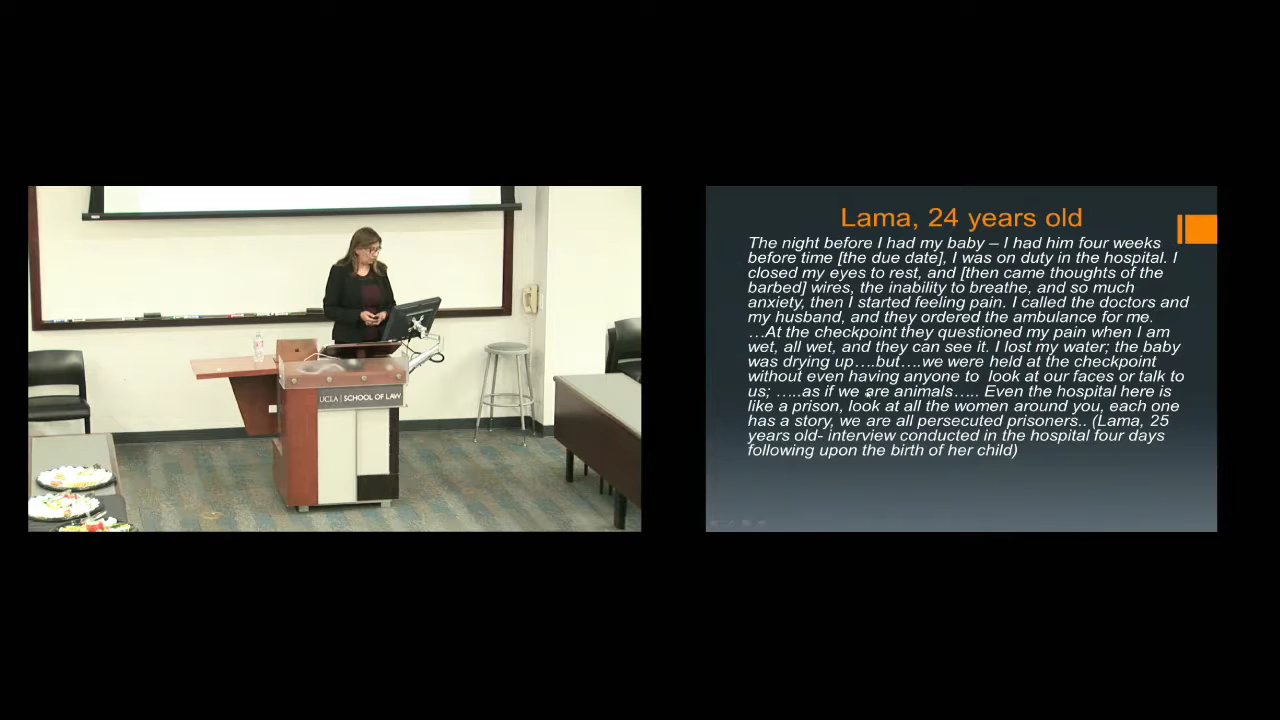 UCLA | SCHOOL OF LAW
Lama, 24 years old
The night before I had my baby – I had him four weeks
before time [the due date], I was on duty in the hospital. I
closed my eyes to rest, and [then came thoughts of the
barbed] wires, the inability to breathe, and so much
anxiety, then I started feeling pain. I called the doctors and
my husband, and they ordered the ambulance for me.
…At the checkpoint they questioned my pain when I am
wet, all wet, and they can see it. I lost my water; the baby
was drying up….but….we were held at the checkpoint
without even having anyone to look at our faces or talk to
us; …..as if we are animals….. Even the hospital here is
like a prison, look at all the women around you, each one
has a story, we are all persecuted prisoners.. (Lama, 25
years old- interview conducted in the hospital four days
following upon the birth of her child)